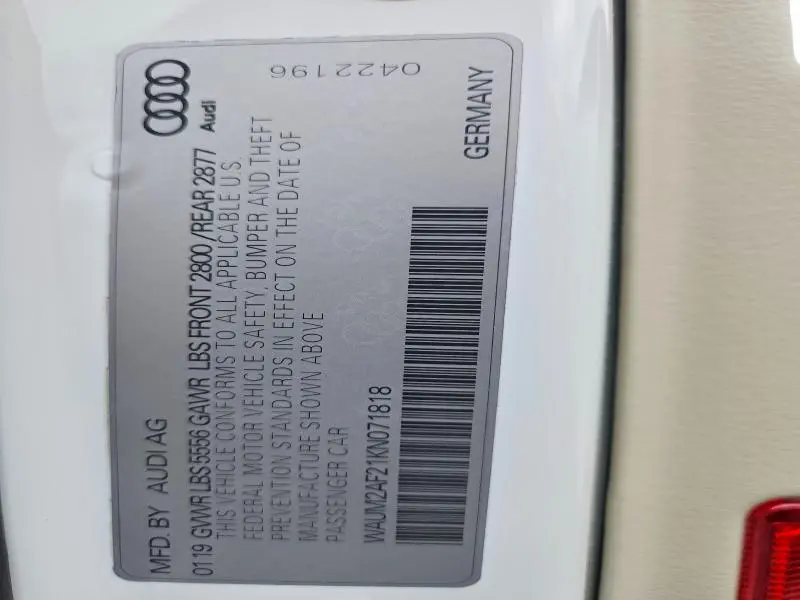 MFD. BY AUDI AG
Audi
0119 GVWR LBS 5556 GAWR LBS FRONT 2800 / REAR 2877
THIS VEHICLE CONFORMS TO ALL APPLICABLE U.S.
FEDERAL MOTOR VEHICLE SAFETY, BUMPER AND THEFT
PREVENTION STANDARDS IN EFFECT ON THE DATE OF
MANUFACTURE SHOWN ABOVE
PASSENGER CAR
WAUM2AF21KN071818
GERMANY
0422196